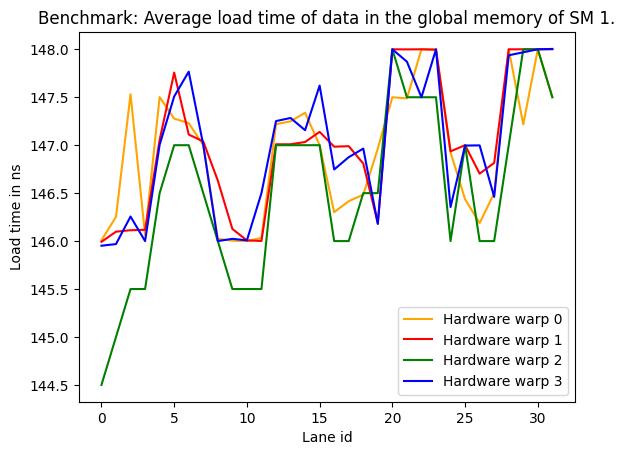 Benchmark: Average load time of data in the global memory of SM 1.
148.0
147.5
147.0
146.5
146.0
145.5
145.0
144.5
Load time in ns
0 5 10 15 20 25 30
Lane id
Hardware warp 0
Hardware warp 1
Hardware warp 2
Hardware warp 3